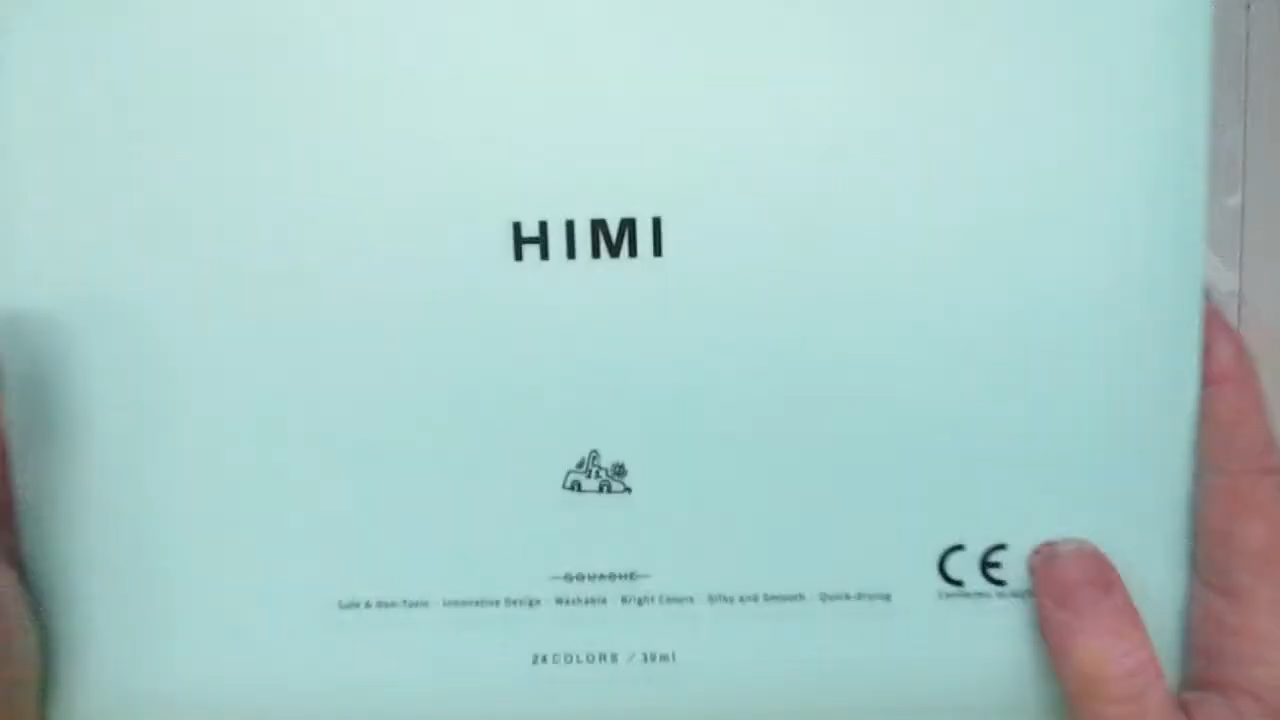 HIMI
GOUACHE
Safe & Non-Toxic Innovative Design Washable Bright Colors Silky and Smooth Quick-drying
CE
24 COLORS / 30ml